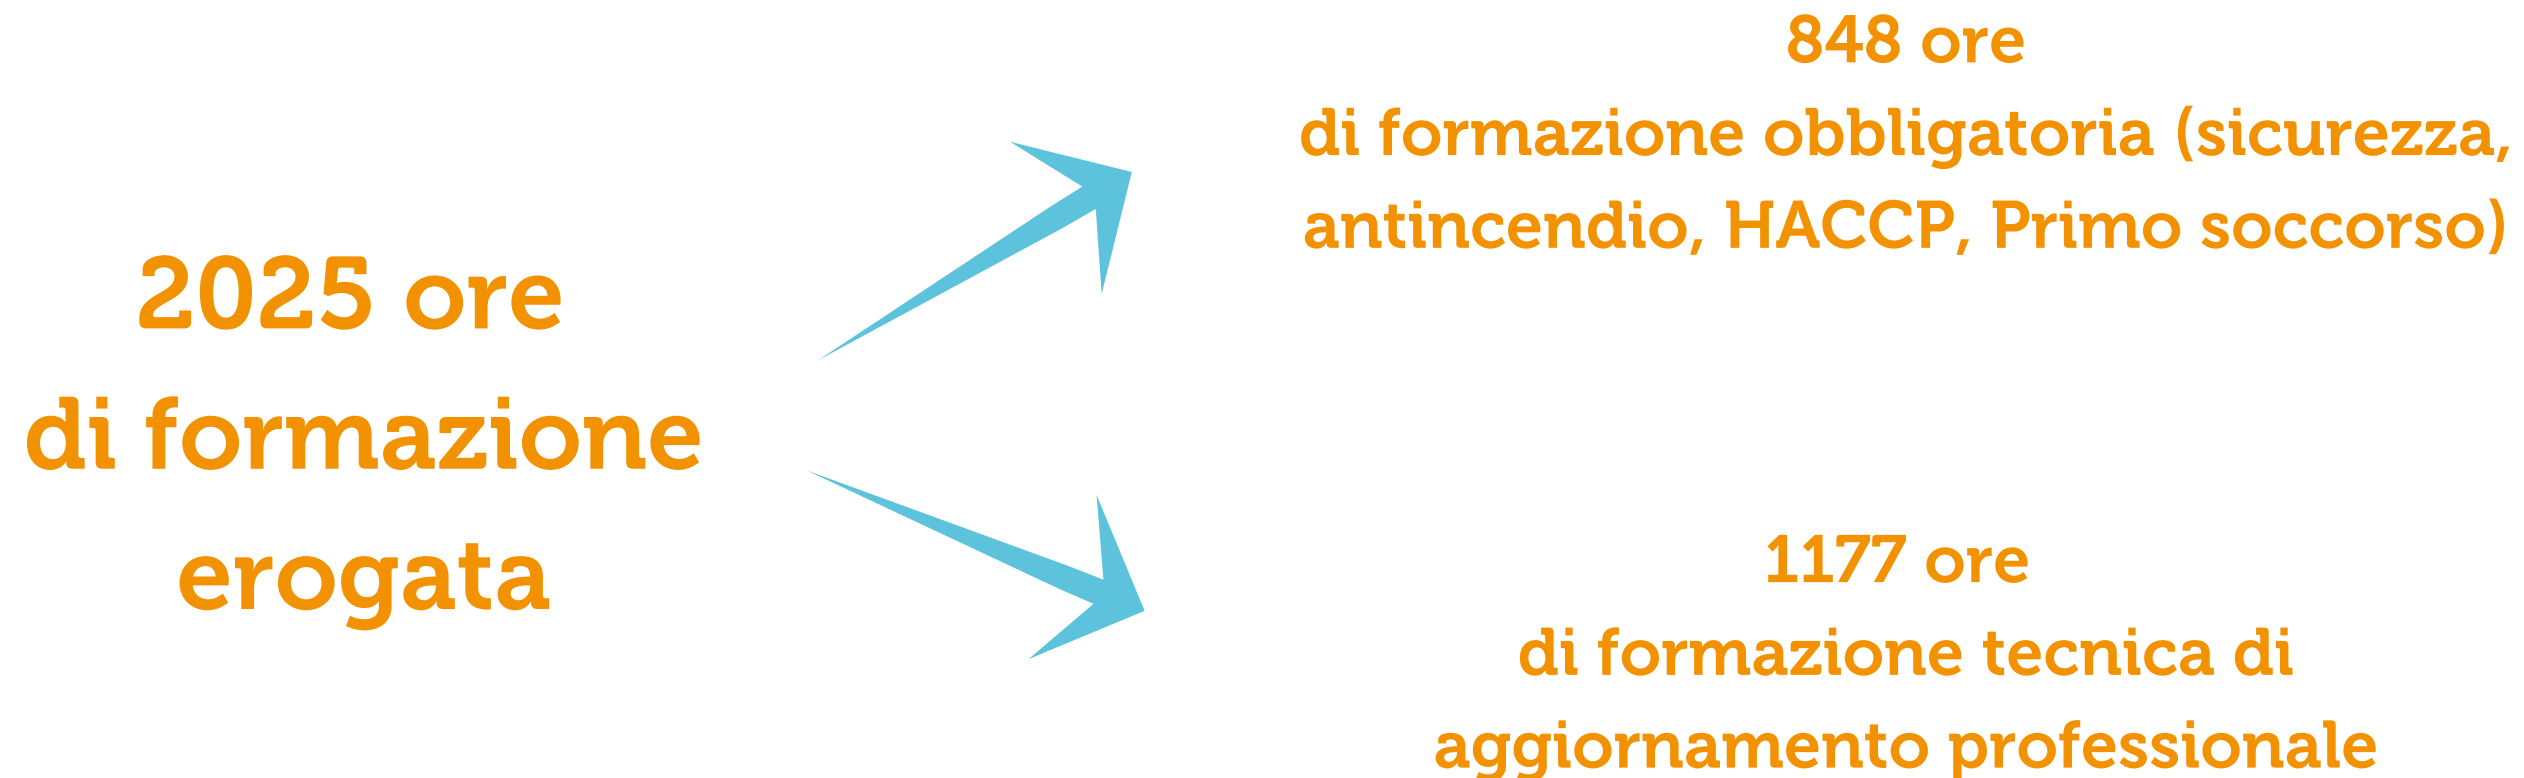 2025 ore
di formazione
erogata
848 ore
di formazione obbligatoria (sicurezza,
antincendio, HACCP, Primo soccorso)
1177 ore
di formazione tecnica di
aggiornamento professionale